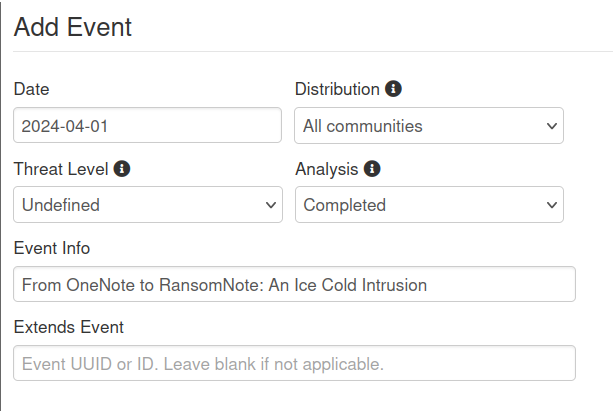 Add Event
Date
Distribution
2024-04-01
All communities
Threat Level
Analysis
Undefined
Completed
Event Info
From OneNote to RansomNote: An Ice Cold Intrusion
Extends Event
Event UUID or ID. Leave blank if not applicable.